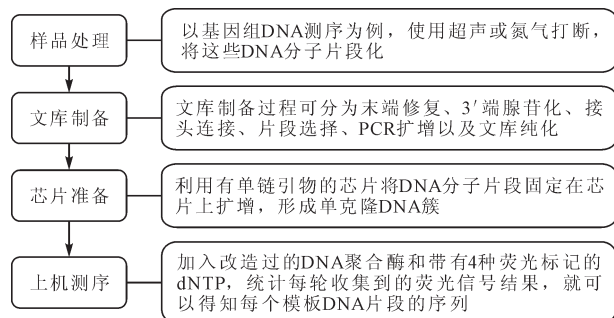 样品处理
以基因组DNA测序为例，使用超声或氮气打断，
将这些DNA分子片段化
文库制备
文库制备过程可分为末端修复、3′端腺苷化、接
头连接、片段选择、PCR扩增以及文库纯化
芯片准备
利用有单链引物的芯片将DNA分子片段固定在芯
片上扩增，形成单克隆DNA簇
上机测序
加入改造过的DNA聚合酶和带有4种荧光标记的
dNTP，统计每轮收集到的荧光信号结果，就可
以得知每个模板DNA片段的序列